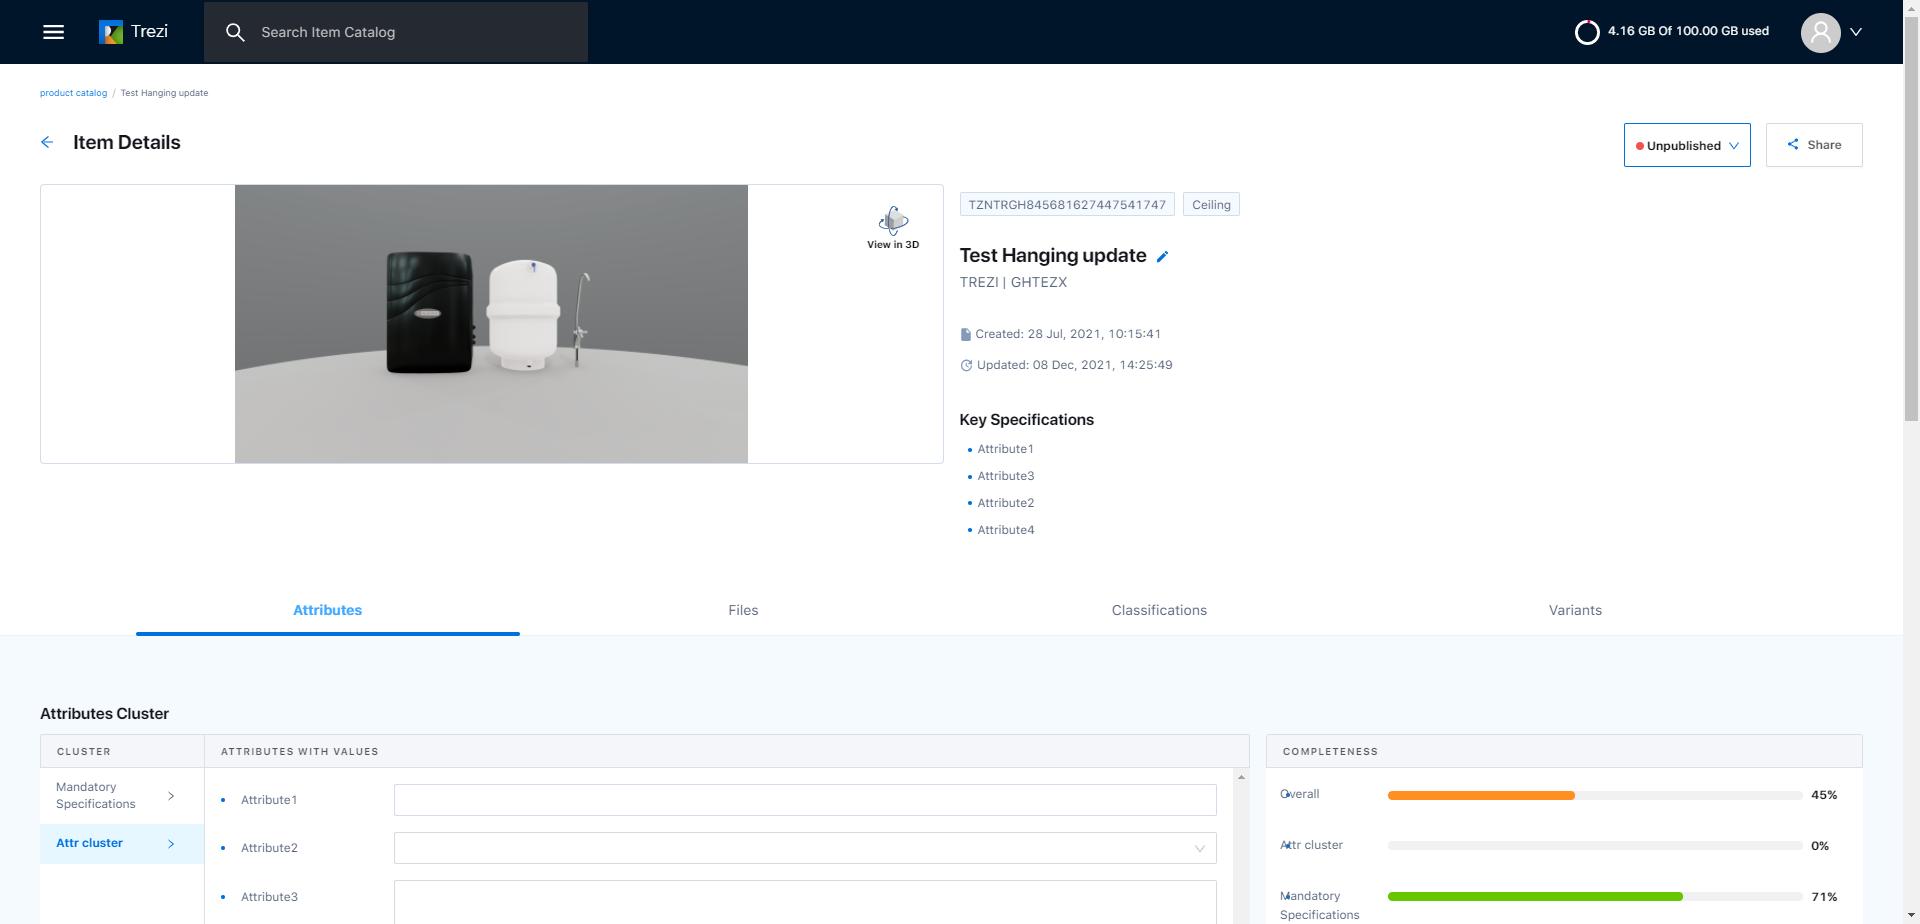 Trezi
Search Item Catalog
4.16 GB Of 100.00 GB used
product catalog / Test Hanging update
Item Details
Unpublished
Share
View in 3D
TZNTRGH845681627447541747
Ceiling
Test Hanging update
TREZI | GHTEZX
Created: 28 Jul, 2021, 10:15:41
Updated: 08 Dec, 2021, 14:25:49
Key Specifications
Attribute1
Attribute3
Attribute2
Attribute4
Attributes
Files
Classifications
Variants
Attributes Cluster
CLUSTER
ATTRIBUTES WITH VALUES
COMPLETENESS
Mandatory
Specifications
Attr cluster
Attribute1
Attribute2
Attribute3
Overall
45%
Attr cluster
0%
Mandatory
Specifications
71%